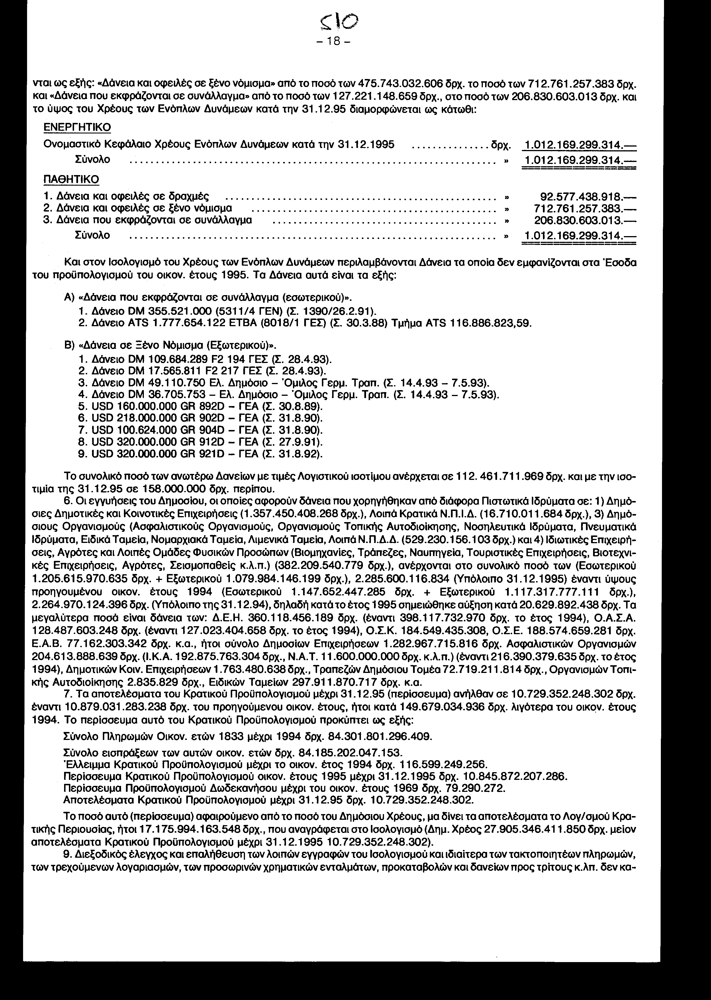 510
- 18 -
νται ως εξής: «Δάνεια και οφειλές σε ξένο νόμισμα» από το ποσό των 475.743.032.606 δρχ. το ποσό των 712.761.257.383 δρχ.
και «Δάνεια που εκφράζονται σε συνάλλαγμα» από το ποσό των 127.221.148.659 δρχ., στο ποσό των 206.830.603.013 δρχ. και
το ύψος του Χρέους των Ενόπλων Δυνάμεων κατά την 31.12.95 διαμορφώνεται ως κάτωθι:
ΕΝΕΡΓΗΤΙΚΟ
Ονομαστικό Κεφάλαιο Χρέους Ενόπλων Δυνάμεων κατά την 31.12.1995 ............... δρχ. 1.012.169.299.314.—
Σύνολο ............................................................ » 1.012.169.299.314.—
ΠΑΘΗΤΙΚΟ
1. Δάνεια και οφειλές σε δραχμές ............................................ » 92.577.438.918.—
2. Δάνεια και οφειλές σε ξένο νόμισμα ........................................ » 712.761.257.383.—
3. Δάνεια που εκφράζονται σε συνάλλαγμα .................................... » 206.830.603.013.—
Σύνολο ............................................................ » 1.012.169.299.314.—
Και στον Ισολογισμό του Χρέους των Ενόπλων Δυνάμεων περιλαμβάνονται Δάνεια τα οποία δεν εμφανίζονται στα Έσοδα
του προϋπολογισμού του οικον. έτους 1995. Τα Δάνεια αυτά είναι τα εξής:
Α) «Δάνεια που εκφράζονται σε συνάλλαγμα (εσωτερικού)».
1. Δάνειο DM 355.521.000 (5311/4 ΓΕΝ) (Σ. 1390/26.2.91).
2. Δάνειο ATS 1.777.654.122 ΕΤΒΑ (8018/1 ΓΕΣ) (Σ. 30.3.88) Τμήμα ATS 116.886.823,59.
Β) «Δάνεια σε Ξένο Νόμισμα (Εξωτερικού)».
1. Δάνειο DM 109.684.289 F2 194 ΓΕΣ (Σ. 28.4.93).
2. Δάνειο DM 17.565.811 F2 217 ΓΕΣ (Σ. 28.4.93).
3. Δάνειο DM 49.110.750 Ελ. Δημόσιο – Όμιλος Γερμ. Τραπ. (Σ. 14.4.93 – 7.5.93).
4. Δάνειο DM 36.705.753 – Ελ. Δημόσιο – Όμιλος Γερμ. Τραπ. (Σ. 14.4.93 – 7.5.93).
5. USD 160.000.000 GR 892D – ΓΕΑ (Σ. 30.8.89).
6. USD 218.000.000 GR 902D – ΓΕΑ (Σ. 31.8.90).
7. USD 100.624.000 GR 904D – ΓΕΑ (Σ. 31.8.90).
8. USD 320.000.000 GR 912D – ΓΕΑ (Σ. 27.9.91).
9. USD 320.000.000 GR 921D – ΓΕΑ (Σ. 31.8.92).
Το συνολικό ποσό των ανωτέρω Δανείων με τιμές Λογιστικού ισοτίμου ανέρχεται σε 112. 461.711.969 δρχ. και με την ισο-
τιμία της 31.12.95 σε 158.000.000 δρχ. περίπου.
6. Οι εγγυήσεις του Δημοσίου, οι οποίες αφορούν δάνεια που χορηγήθηκαν από διάφορα Πιστωτικά Ιδρύματα σε: 1) Δημό-
σιες Δημοτικές και Κοινοτικές Επιχειρήσεις (1.357.450.408.268 δρχ.), Λοιπά Κρατικά Ν.Π.Ι.Δ. (16.710.011.684 δρχ.), 3) Δημό-
σιους Οργανισμούς (Ασφαλιστικούς Οργανισμούς, Οργανισμούς Τοπικής Αυτοδιοίκησης, Νοσηλευτικά Ιδρύματα, Πνευματικά
Ιδρύματα, Ειδικά Ταμεία, Νομαρχιακά Ταμεία, Λιμενικά Ταμεία, Λοιπά Ν.Π.Δ.Δ. (529.230.156.103 δρχ.) και 4) Ιδιωτικές Επιχειρή-
σεις, Αγρότες και Λοιπές Ομάδες Φυσικών Προσώπων (Βιομηχανίες, Τράπεζες, Ναυπηγεία, Τουριστικές Επιχειρήσεις, Βιοτεχνι-
κές Επιχειρήσεις, Αγρότες, Σεισμοπαθείς κ.λ.π.) (382.209.540.779 δρχ.), ανέρχονται στο συνολικό ποσό των (Εσωτερικού
1.205.615.970.635 δρχ. + Εξωτερικού 1.079.984.146.199 δρχ.), 2.285.600.116.834 (Υπόλοιπο 31.12.1995) έναντι ύψους
προηγουμένου οικον. έτους 1994 (Εσωτερικού 1.147.652.447.285 δρχ. + Εξωτερικού 1.117.317.777.111 δρχ.),
2.264.970.124.396 δρχ. (Υπόλοιπο της 31.12.94), δηλαδή κατά το έτος 1995 σημειώθηκε αύξηση κατά 20.629.892.438 δρχ. Τα
μεγαλύτερα ποσά είναι δάνεια των: Δ.Ε.Η. 360.118.456.189 δρχ. (έναντι 398.117.732.970 δρχ. το έτος 1994), Ο.Α.Σ.Α.
128.487.603.248 δρχ. (έναντι 127.023.404.658 δρχ. το έτος 1994), Ο.Σ.Κ. 184.549.435.308, Ο.Σ.Ε. 188.574.659.281 δρχ.
Ε.Α.Β. 77.162.303.342 δρχ. κ.α., ήτοι σύνολο Δημοσίων Επιχειρήσεων 1.282.967.715.816 δρχ. Ασφαλιστικών Οργανισμών
204.613.888.639 δρχ. (Ι.Κ.Α. 192.875.763.304 δρχ., Ν.Α.Τ. 11.600.000.000 δρχ. κ.λ.π.) (έναντι 216.390.379.635 δρχ. το έτος
1994), Δημοτικών Κοιν. Επιχειρήσεων 1.763.480.638 δρχ., Τραπεζών Δημόσιου Τομέα 72.719.211.814 δρχ., Οργανισμών Τοπι-
κής Αυτοδιοίκησης 2.835.829 δρχ., Ειδικών Ταμείων 297.911.870.717 δρχ. κ.α.
7. Τα αποτελέσματα του Κρατικού Προϋπολογισμού μέχρι 31.12.95 (περίσσευμα) ανήλθαν σε 10.729.352.248.302 δρχ.
έναντι 10.879.031.283.238 δρχ. του προηγούμενου οικον. έτους, ήτοι κατά 149.679.034.936 δρχ. λιγότερα του οικον. έτους
1994. Το περίσσευμα αυτό του Κρατικού Προϋπολογισμού προκύπτει ως εξής:
Σύνολο Πληρωμών Οικον. ετών 1833 μέχρι 1994 δρχ. 84.301.801.296.409.
Σύνολο εισπράξεων των αυτών οικον. ετών δρχ. 84.185.202.047.153.
Έλλειμμα Κρατικού Προϋπολογισμού μέχρι το οικον. έτος 1994 δρχ. 116.599.249.256.
Περίσσευμα Κρατικού Προϋπολογισμού οικον. έτους 1995 μέχρι 31.12.1995 δρχ. 10.845.872.207.286.
Περίσσευμα Προϋπολογισμού Δωδεκανήσου μέχρι του οικον. έτους 1969 δρχ. 79.290.272.
Αποτελέσματα Κρατικού Προϋπολογισμού μέχρι 31.12.95 δρχ. 10.729.352.248.302.
Το ποσό αυτό (περίσσευμα) αφαιρούμενο από το ποσό του Δημόσιου Χρέους, μα δίνει τα αποτελέσματα το Λογ/σμού Κρα-
τικής Περιουσίας, ήτοι 17.175.994.163.548 δρχ., που αναγράφεται στο Ισολογισμό (Δημ. Χρέος 27.905.346.411.850 δρχ. μείον
αποτελέσματα Κρατικού Προϋπολογισμού μέχρι 31.12.1995 10.729.352.248.302).
9. Διεξοδικός έλεγχος και επαλήθευση των λοιπών εγγραφών του Ισολογισμού και ιδιαίτερα των τακτοποιητέων πληρωμών,
των τρεχούμενων λογαριασμών, των προσωρινών χρηματικών ενταλμάτων, προκαταβολών και δανείων προς τρίτους κ.λπ. δεν κα-